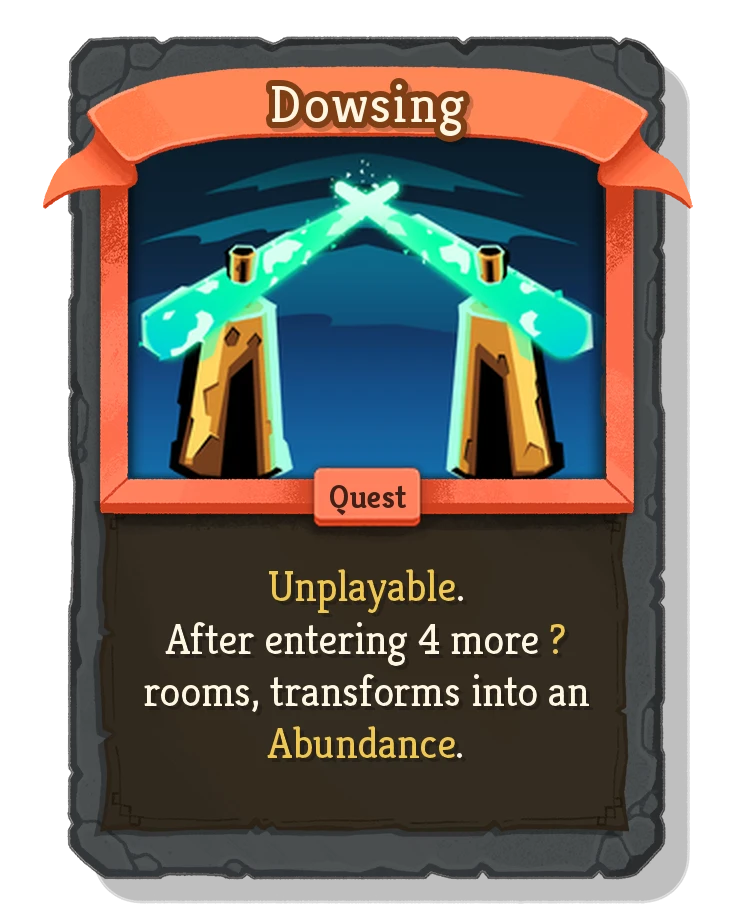 Dowsing
Quest
Unplayable.
After entering 4 more ?
rooms, transforms into an
Abundance.